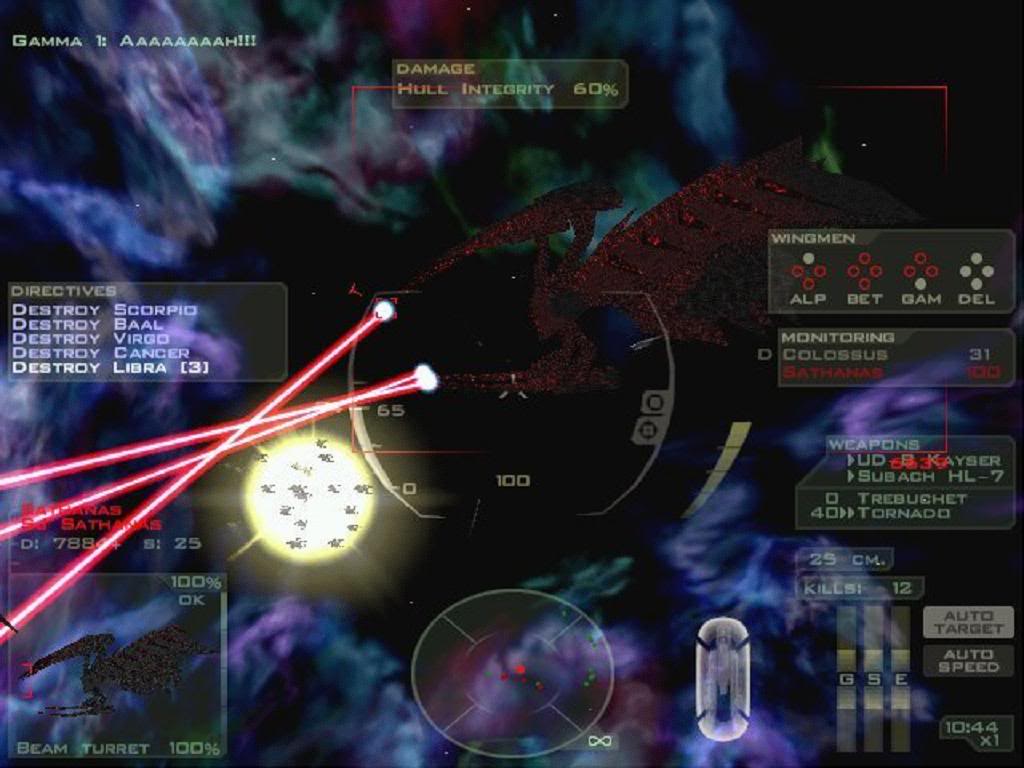 Gamma 1: Aaaaaaaah!!!
DAMAGE
Hull Integrity 60%
WINGMEN
ALP BET GAM DEL
DIRECTIVES
Destroy Scorpio
Destroy Baal
Destroy Virgo
Destroy Cancer
Destroy Libra [3]
MONITORING
D Colossus 31
Sathanas 100
65
0
100
WEAPONS
UD Kayser
Subach HL-7
0 Trebuchet
40 Tornado
Sathanas
SJ Sathanas
D: 7884 S: 25
25 CM.
KILLS: 12
100%
OK
AUTO TARGET
AUTO SPEED
G S E
Beam turret 100%
∞
10:44
x1